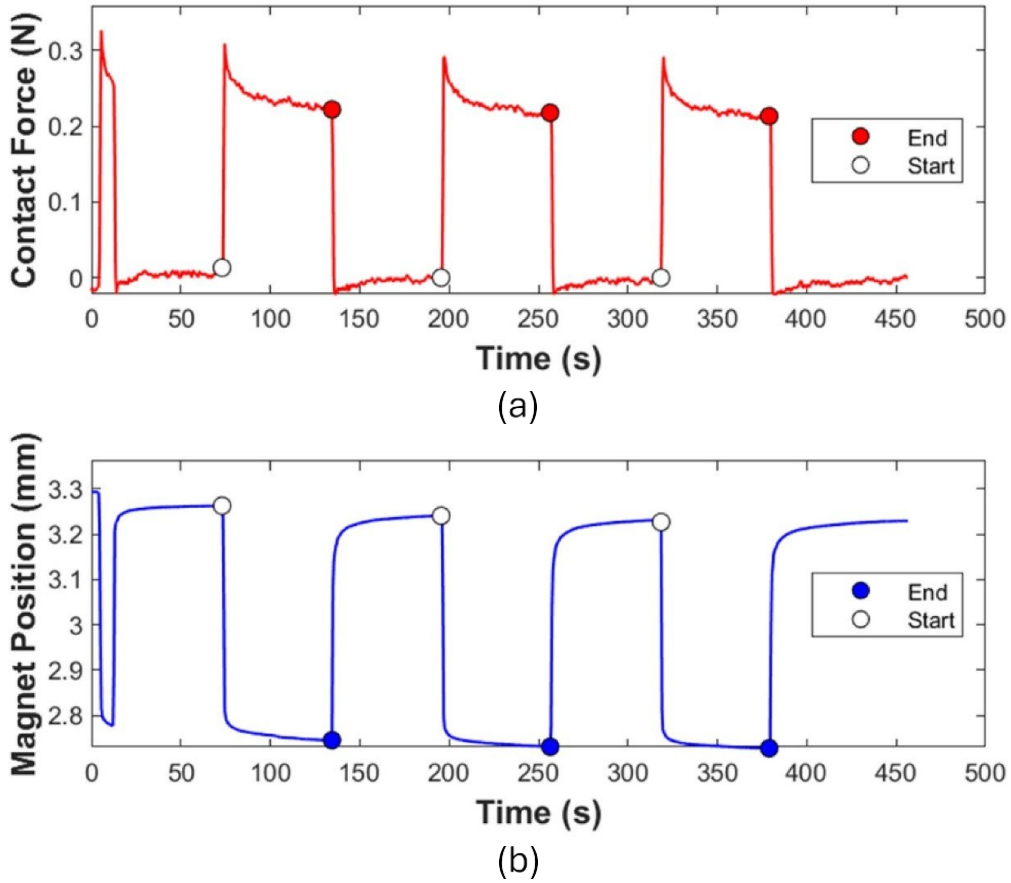 Contact Force (N)
0.3
0.2
0.1
0
End
Start
0 50 100 150 200 250 300 350 400 450 500
Time (s)
(a)
Magnet Position (mm)
3.3
3.2
3.1
3
2.9
2.8
End
Start
0 50 100 150 200 250 300 350 400 450 500
Time (s)
(b)